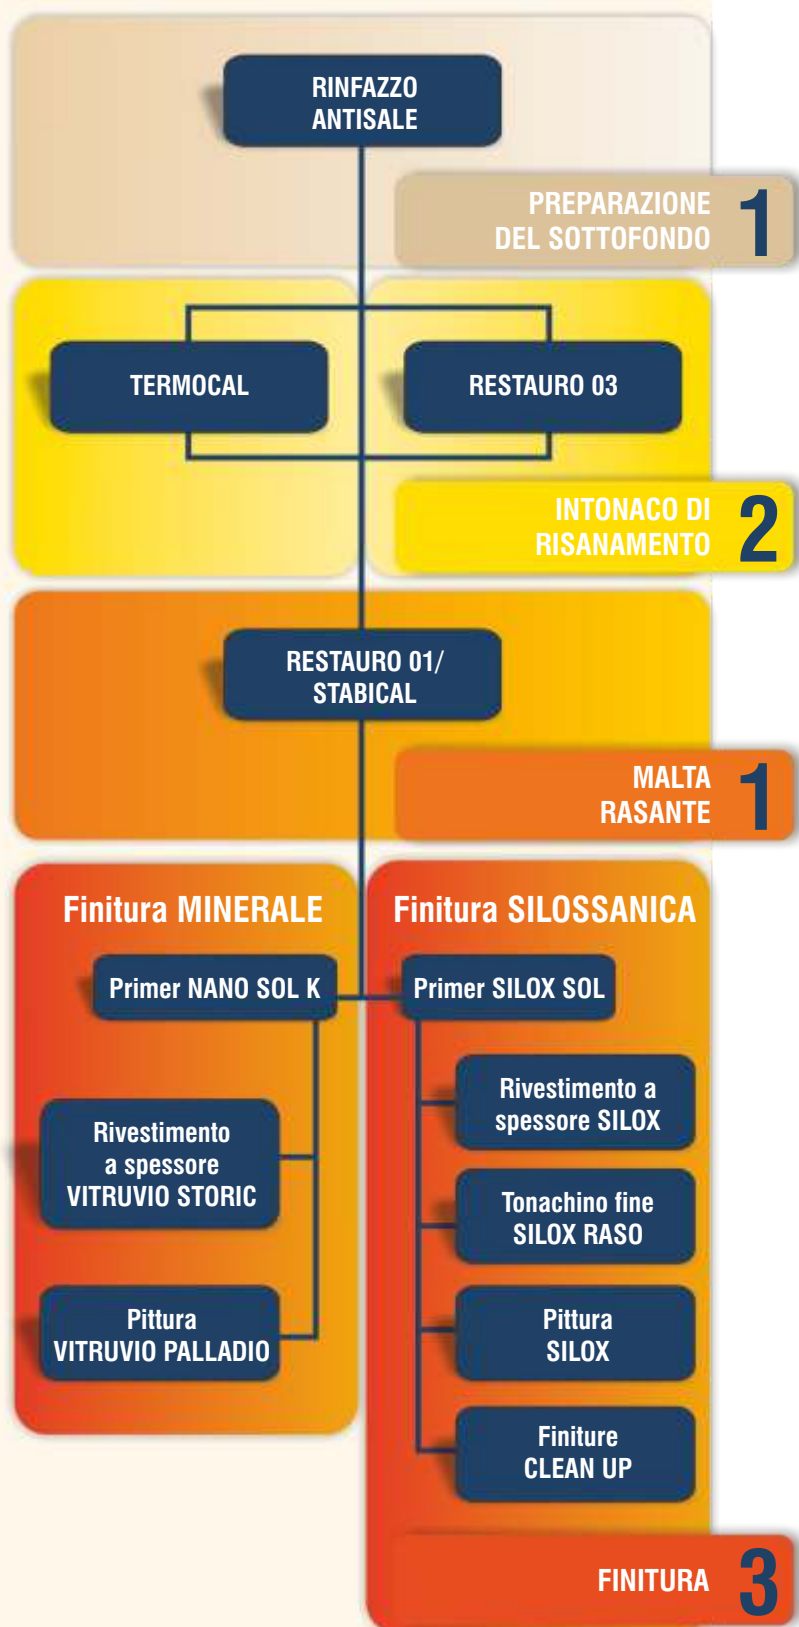 RINFAZZO
ANTISALE
PREPARAZIONE
DEL SOTTOFONDO
1
TERMOCAL
RESTAURO 03
INTONACO DI
RISANAMENTO
2
RESTAURO 01/
STABICAL
MALTA
RASANTE
1
Finitura MINERALE
Primer NANO SOL K
Rivestimento
a spessore
VITRUVIO STORIC
Pittura
VITRUVIO PALLADIO
Finitura SILOSSANICA
Primer SILOX SOL
Rivestimento a
spessore SILOX
Tonachino fine
SILOX RASO
Pittura
SILOX
Finiture
CLEAN UP
FINITURA
3